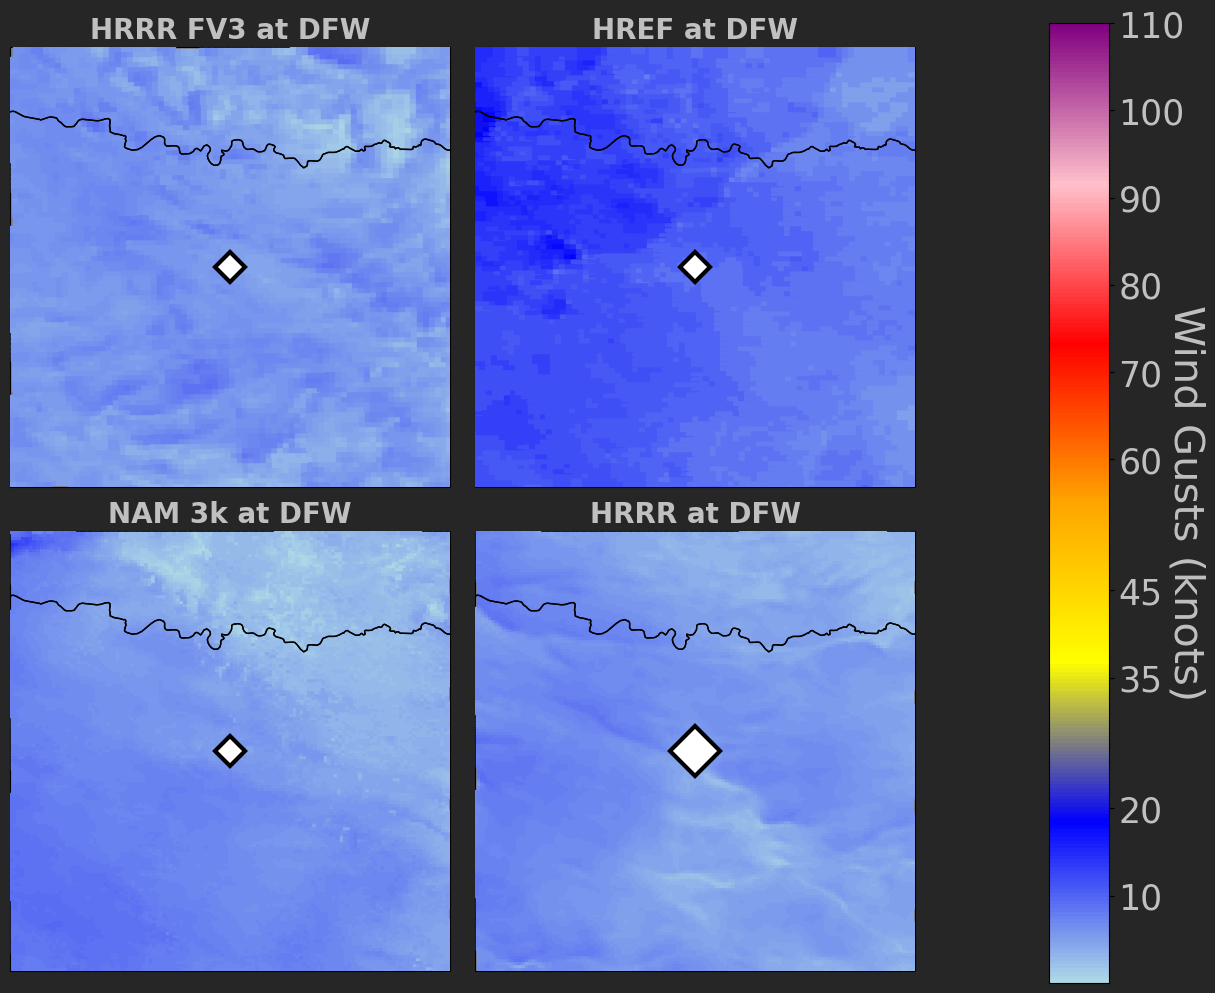 HRRR FV3 at DFW
HREF at DFW
NAM 3k at DFW
HRRR at DFW
110
100
90
80
70
60
45
35
20
10
Wind Gusts (knots)